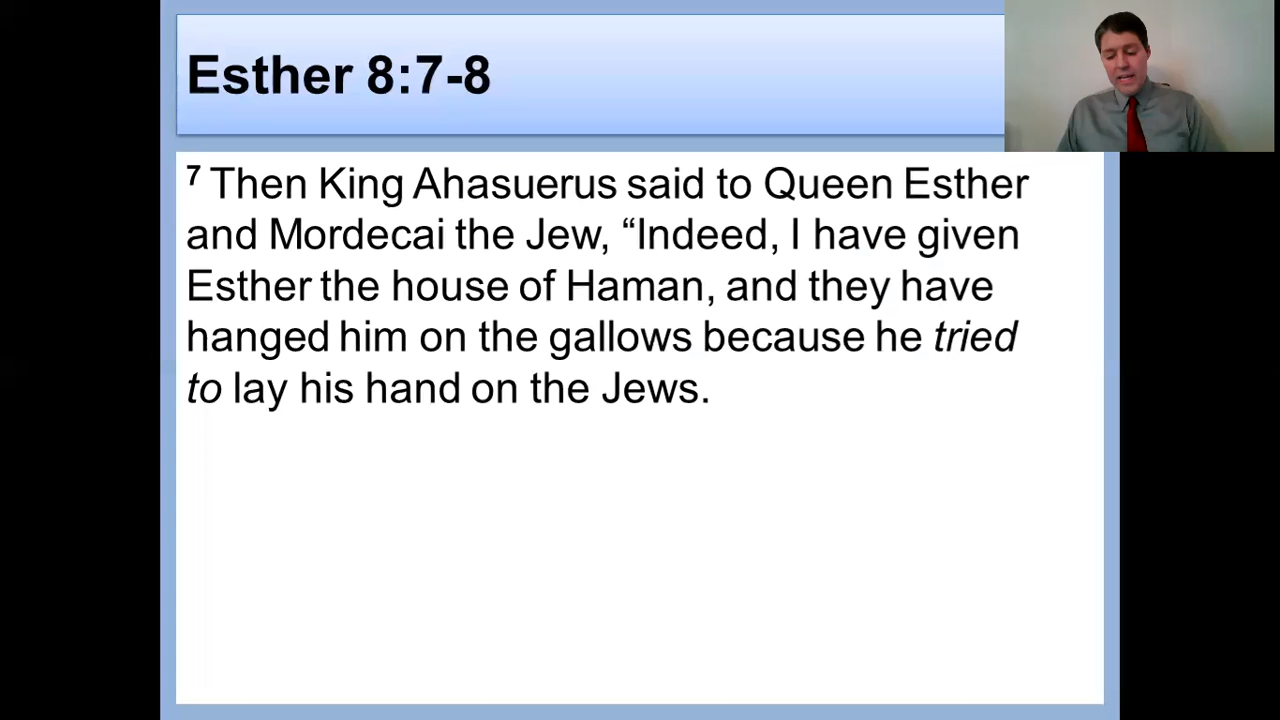 Esther 8:7-8
7 Then King Ahasuerus said to Queen Esther
and Mordecai the Jew, “Indeed, I have given
Esther the house of Haman, and they have
hanged him on the gallows because he tried
to lay his hand on the Jews.